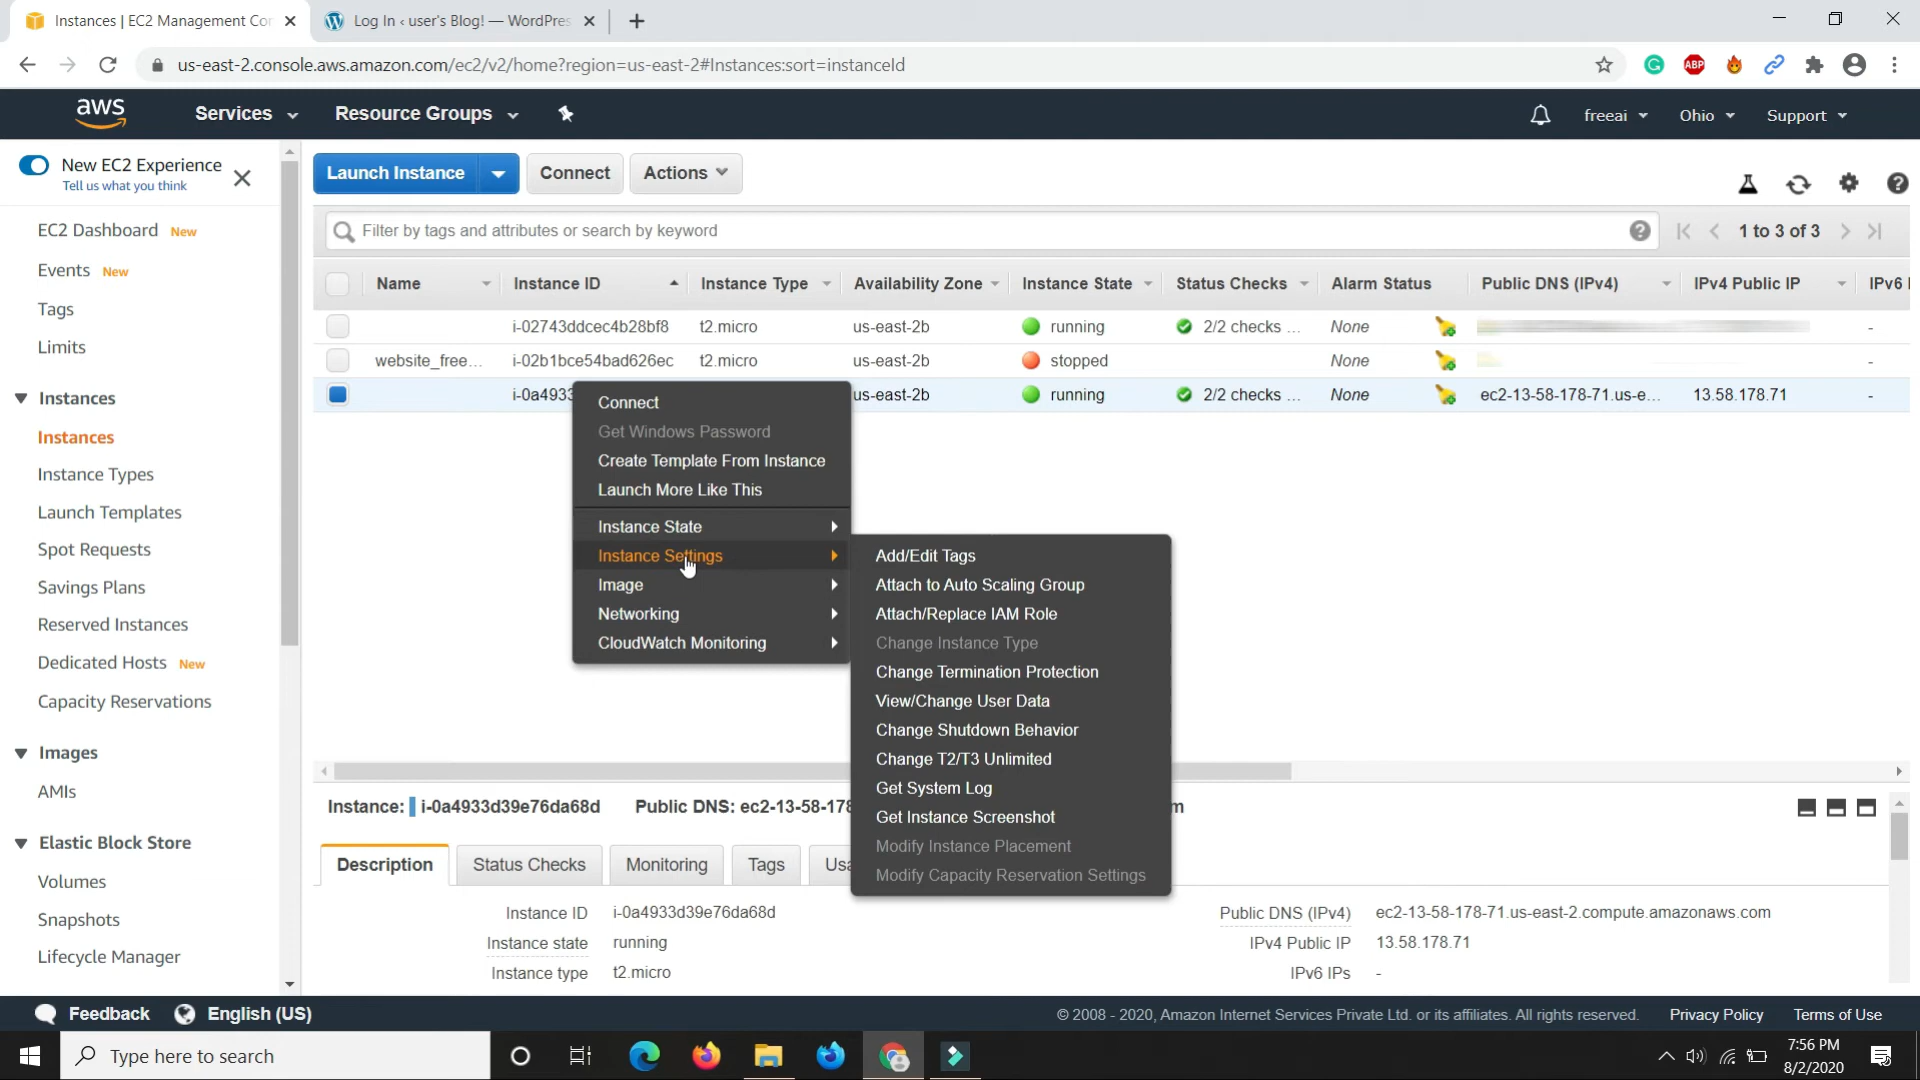 Instances | EC2 Management Con
Log In ‹ user's Blog! — WordPres
us-east-2.console.aws.amazon.com/ec2/v2/home?region=us-east-2#Instances:sort=instanceId
ABP
aws
Services
Resource Groups
freeai
Ohio
Support
New EC2 Experience
Tell us what you think
EC2 Dashboard New
Events New
Tags
Limits
Instances
Instances
Instance Types
Launch Templates
Spot Requests
Savings Plans
Reserved Instances
Dedicated Hosts New
Capacity Reservations
Images
AMIs
Elastic Block Store
Volumes
Snapshots
Lifecycle Manager
Launch Instance
Connect
Actions
Filter by tags and attributes or search by keyword
1 to 3 of 3
Name Instance ID Instance Type Availability Zone Instance State Status Checks Alarm Status Public DNS (IPv4) IPv4 Public IP IPv6 I
i-02743ddcec4b28bf8 t2.micro us-east-2b running 2/2 checks ... None -
website_free... i-02b1bce54bad626ec t2.micro us-east-2b stopped None -
i-0a4933 us-east-2b running 2/2 checks ... None ec2-13-58-178-71.us-e... 13.58.178.71 -
Connect
Get Windows Password
Create Template From Instance
Launch More Like This
Instance State
Instance Settings
Image
Networking
CloudWatch Monitoring
Add/Edit Tags
Attach to Auto Scaling Group
Attach/Replace IAM Role
Change Instance Type
Change Termination Protection
View/Change User Data
Change Shutdown Behavior
Change T2/T3 Unlimited
Get System Log
Get Instance Screenshot
Modify Instance Placement
Modify Capacity Reservation Settings
Instance: i-0a4933d39e76da68d Public DNS: ec2-13-58-178 m
Description
Status Checks
Monitoring
Tags
Usa
Instance ID i-0a4933d39e76da68d
Instance state running
Instance type t2.micro
Public DNS (IPv4) ec2-13-58-178-71.us-east-2.compute.amazonaws.com
IPv4 Public IP 13.58.178.71
IPv6 IPs -
Feedback
English (US)
© 2008 - 2020, Amazon Internet Services Private Ltd. or its affiliates. All rights reserved.
Privacy Policy
Terms of Use
Type here to search
7:56 PM
8/2/2020